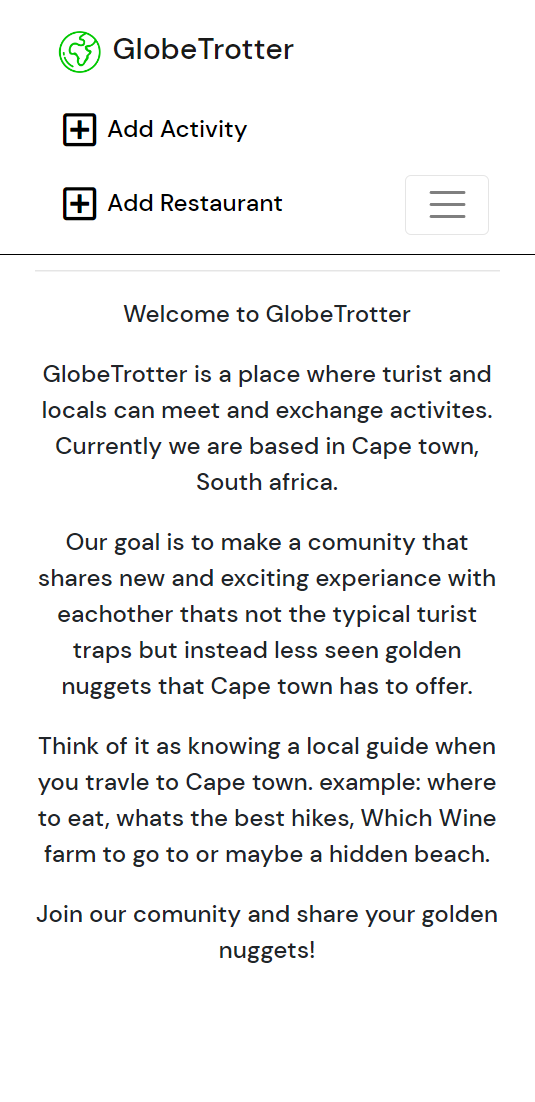 GlobeTrotter
Add Activity
Add Restaurant
Welcome to GlobeTrotter
GlobeTrotter is a place where turist and
locals can meet and exchange activites.
Currently we are based in Cape town,
South africa.
Our goal is to make a comunity that
shares new and exciting experiance with
eachother thats not the typical turist
traps but instead less seen golden
nuggets that Cape town has to offer.
Think of it as knowing a local guide when
you travle to Cape town. example: where
to eat, whats the best hikes, Which Wine
farm to go to or maybe a hidden beach.
Join our comunity and share your golden
nuggets!